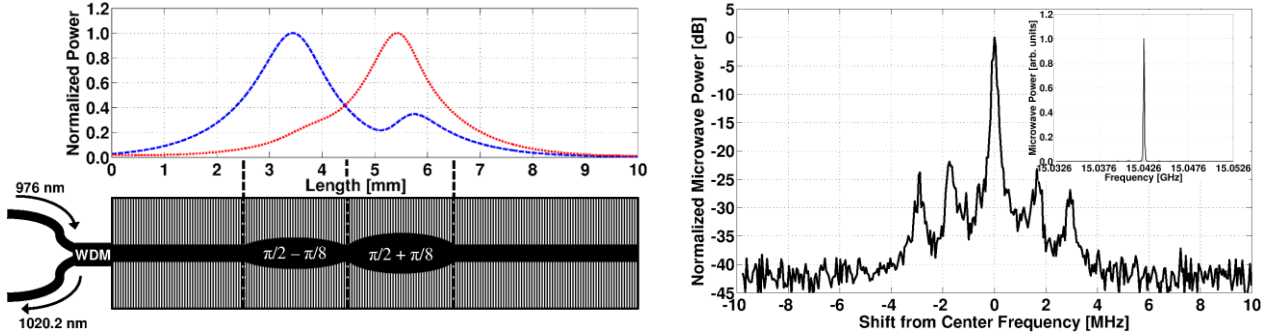 1.2
1.0
0.8
0.6
0.4
0.2
0.0
Normalized Power
0 1 2 3 4 5 6 7 8 9 10
Length [mm]
976 nm
WDM
π/2 − π/8
π/2 + π/8
1020.2 nm
5
0
-5
-10
-15
-20
-25
-30
-35
-40
-45
Normalized Microwave Power [dB]
-10 -8 -6 -4 -2 0 2 4 6 8 10
Shift from Center Frequency [MHz]
1.2
1.0
0.8
0.6
0.4
0.2
0.0
Microwave Power [arb. units]
15.0326 15.0376 15.0426 15.0476 15.0526
Frequency [GHz]